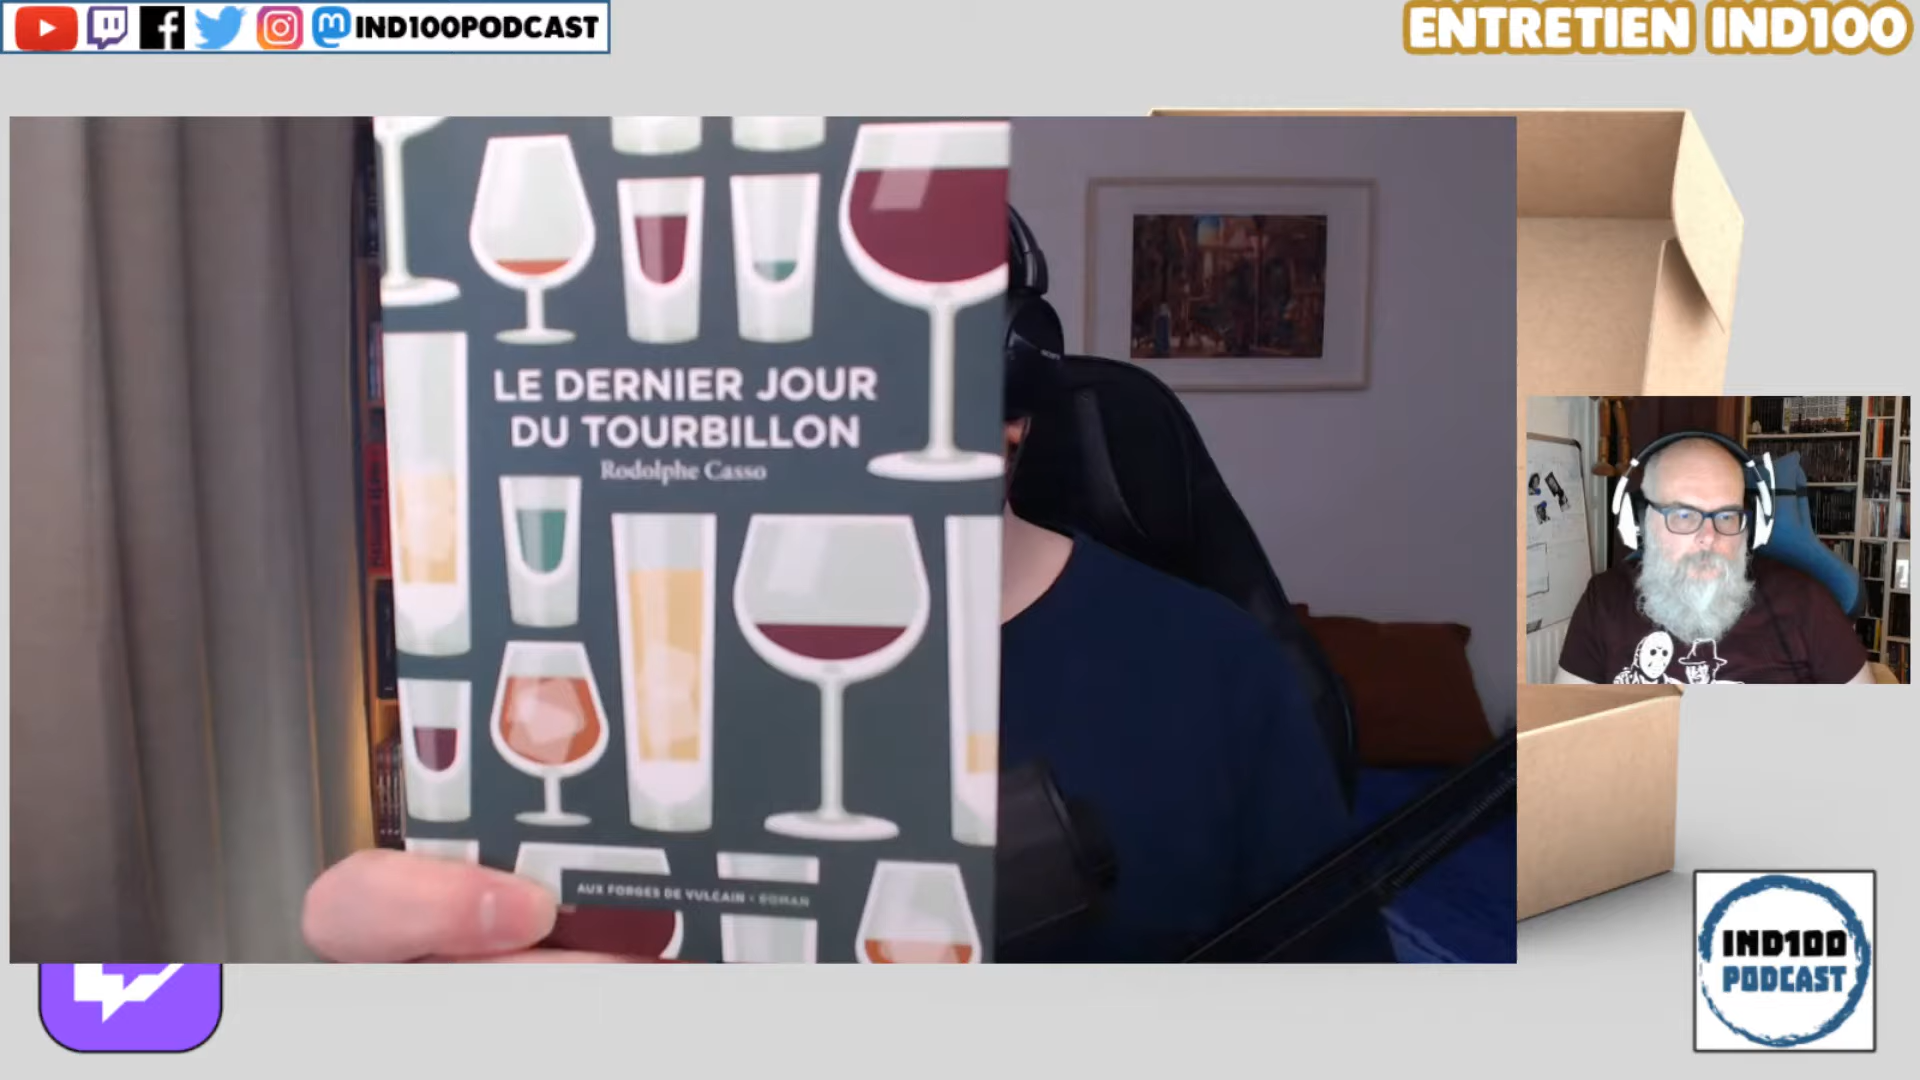 IND100PODCAST
ENTRETIEN IND100
LE DERNIER JOUR
DU TOURBILLON
Rodolphe Casso
AUX FORGES DE VULCAIN • ROMAN
IND100
PODCAST